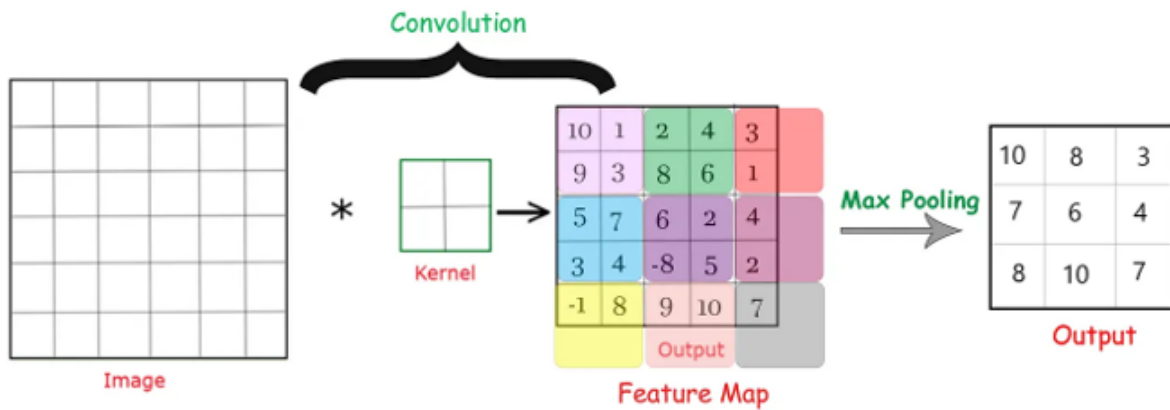 Convolution
Image
*
Kernel
10 1 2 4 3
9 3 8 6 1
5 7 6 2 4
3 4 -8 5 2
-1 8 9 10 7
Output
Feature Map
Max Pooling
10 8 3
7 6 4
8 10 7
Output